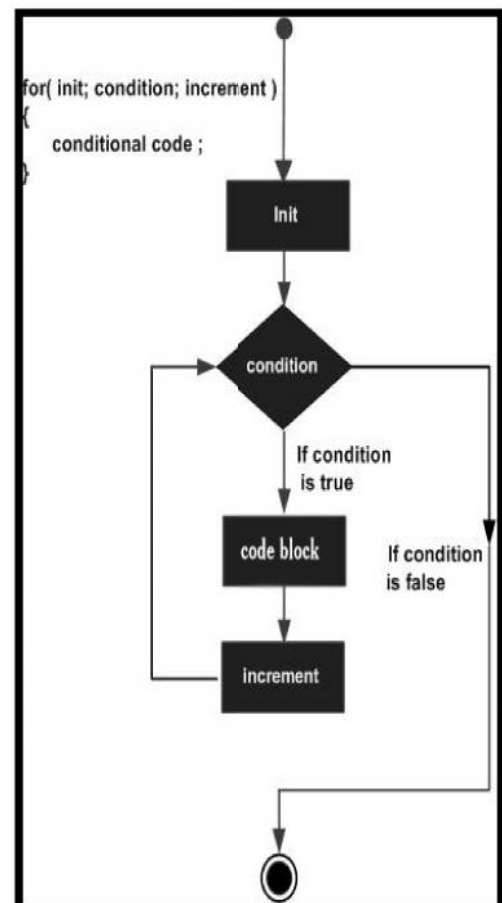 for( init; condition; increment )
{
conditional code ;
}
Init
condition
If condition
is true
code block
If condition
is false
increment